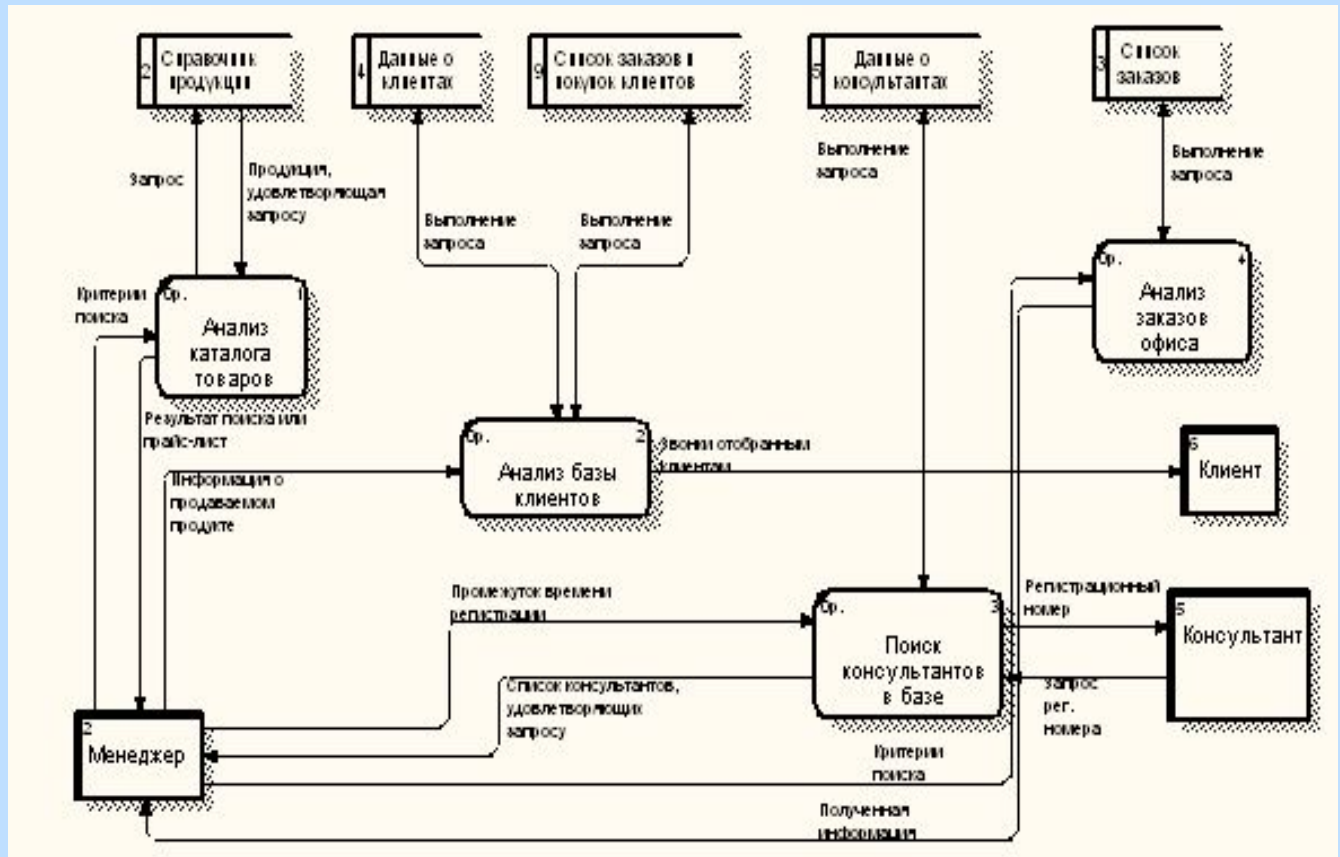 2
Справочник
продукции
4
Данные о
клиентах
9
Список заказов и
покупок клиентов
5
Данные о
консультантах
3
Список
заказов
Запрос
Продукция,
удовлетворяющая
запросу
Выполнение
запроса
Выполнение
запроса
Выполнение
запроса
Выполнение
запроса
Критерии
поиска
0р. 1
Анализ
каталога
товаров
0р. 4
Анализ
заказов
офиса
Результат поиска или
прайс-лист
Информация о
продаваемом
продукте
0р. 2
Анализ базы
клиентов
Звонки отобранным
клиентам
6
Клиент
Промежуток времени
регистрации
0р. 3
Поиск
консультантов
в базе
Регистрационный
номер
5
Консультант
Запрос
рег.
номера
Список консультантов,
удовлетворяющих
запросу
2
Менеджер
Критерии
поиска
Полученная
информация